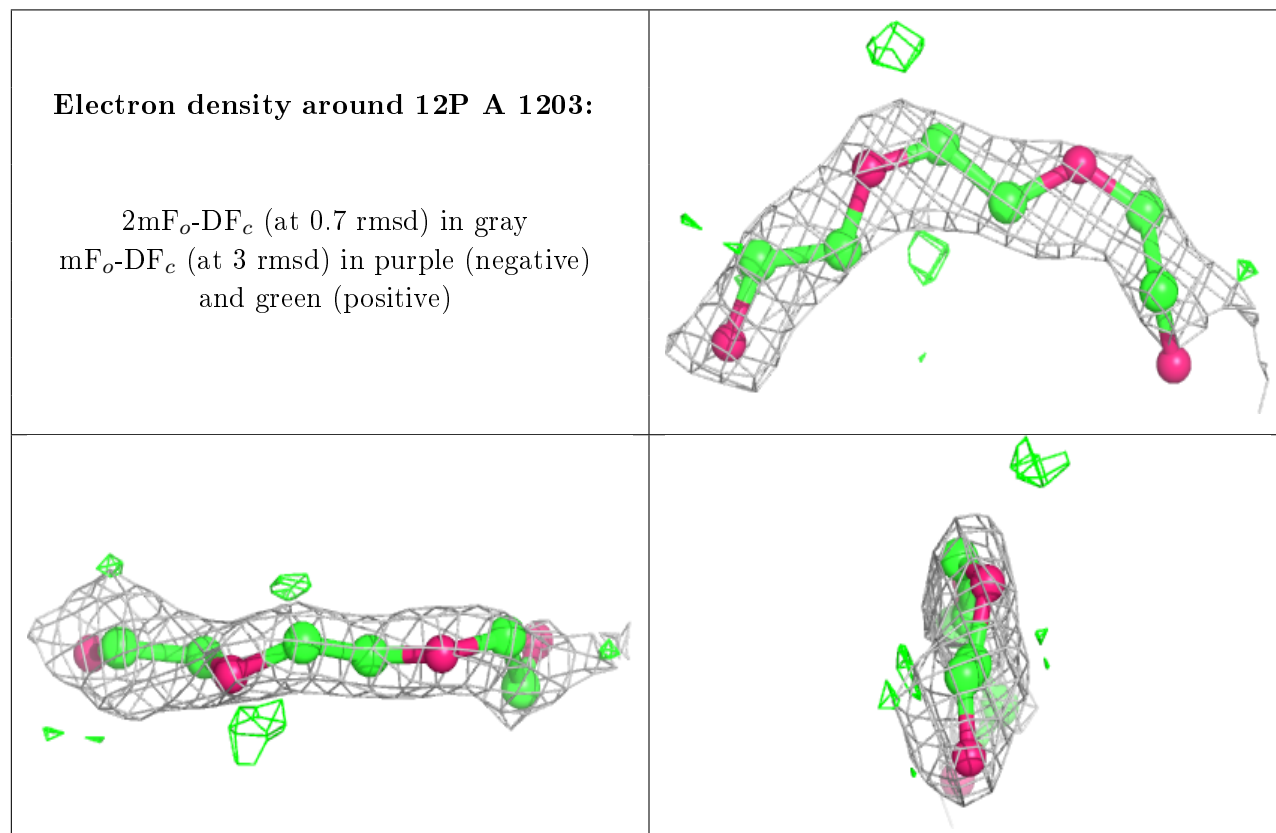 Electron density around 12P A 1203:
2mFo-DFc (at 0.7 rmsd) in gray
mFo-DFc (at 3 rmsd) in purple (negative)
and green (positive)